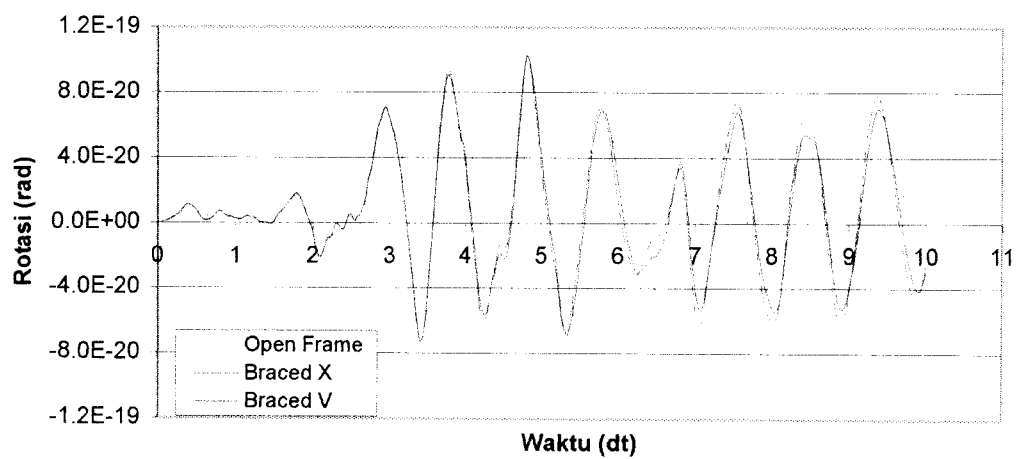 1.2E-19
8.0E-20
4.0E-20
0.0E+00
-4.0E-20
-8.0E-20
-1.2E-19
Rotasi (rad)
0 1 2 3 4 5 6 7 8 9 10 11
Open Frame
Braced X
Braced V
Waktu (dt)